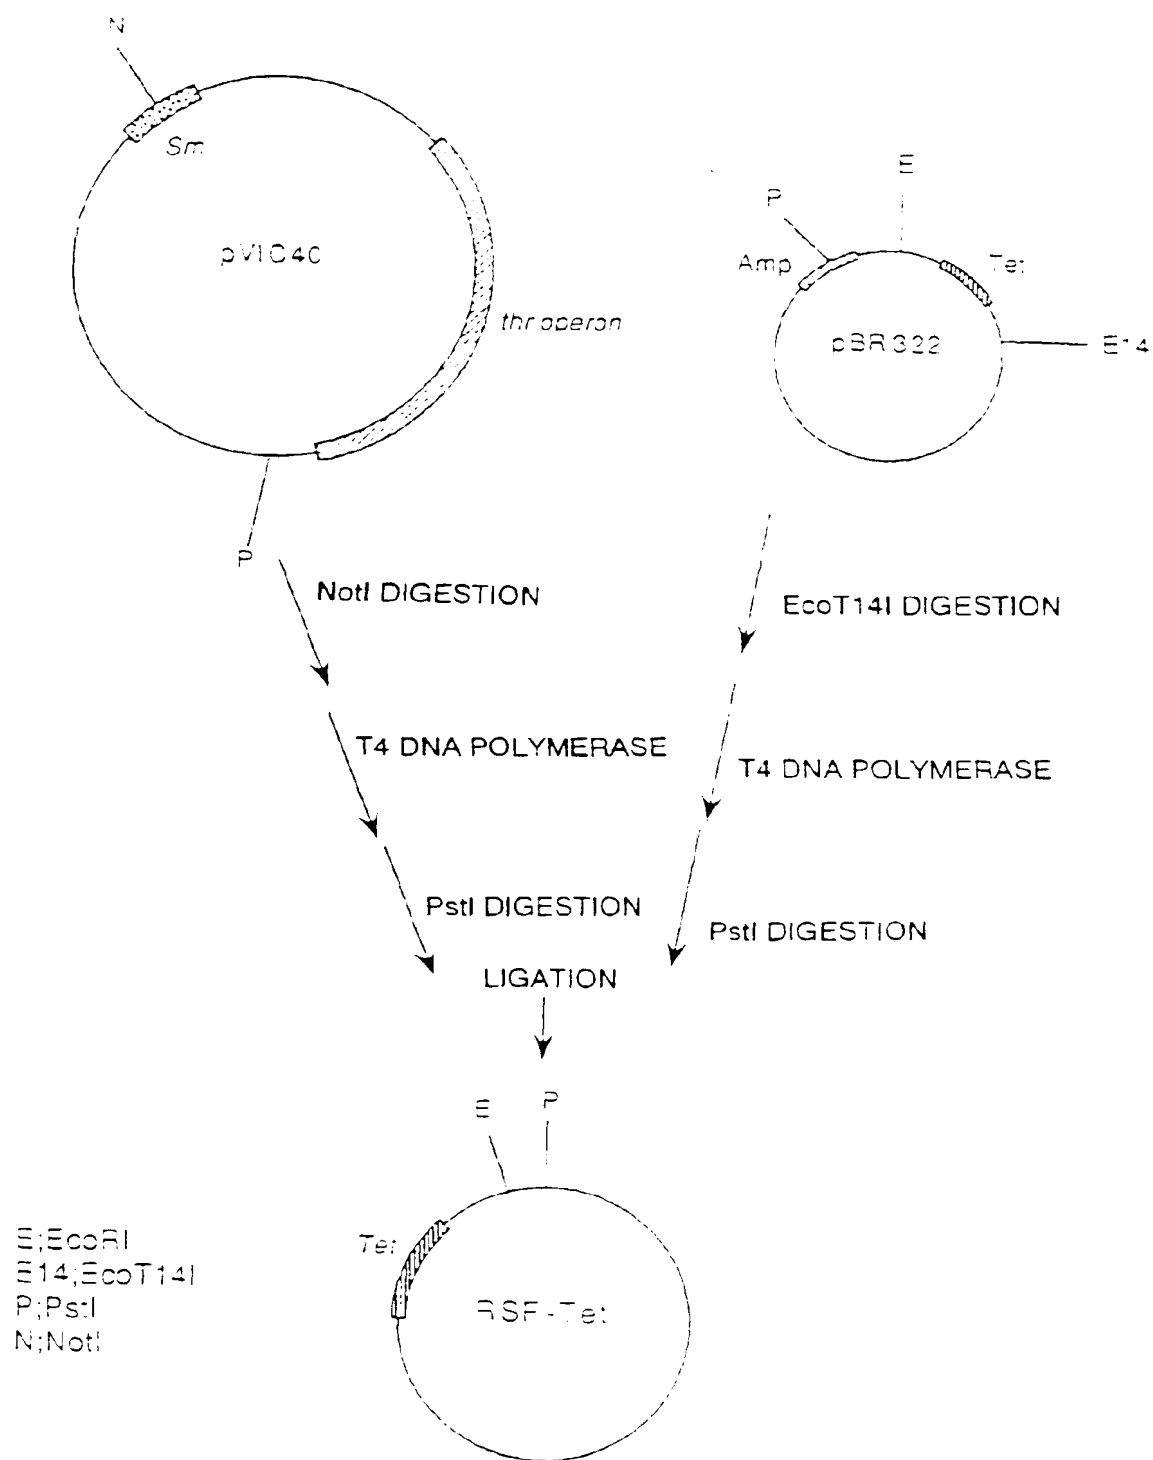 N
Sm
pVIC40
thr operon
P
E
P
Amp
Tet
pBR322
E14
NotI DIGESTION
EcoT14I DIGESTION
T4 DNA POLYMERASE
T4 DNA POLYMERASE
PstI DIGESTION
PstI DIGESTION
LIGATION
E
P
Tet
RSF-Tet
E;EcoRI
E14;EcoT14I
P;PstI
N;NotI